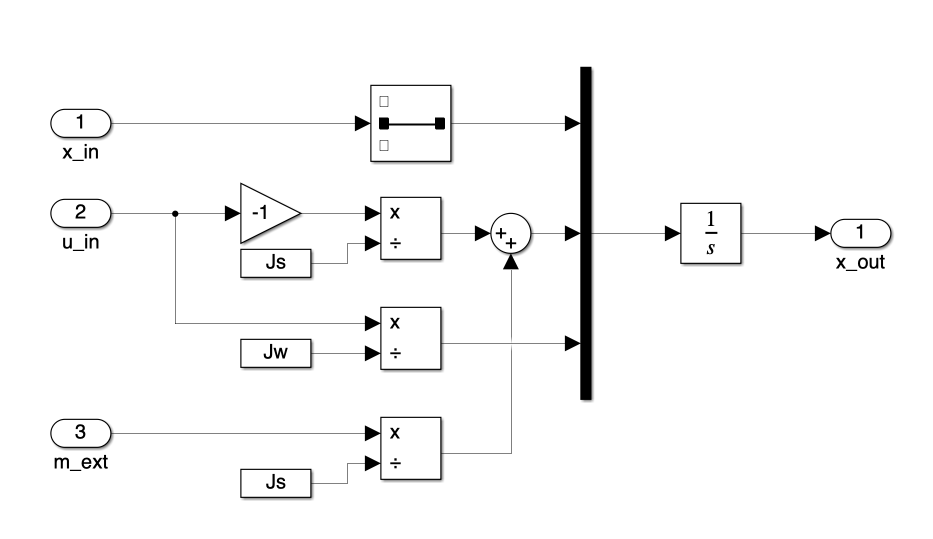 1
x_in
2
u_in
-1
x
÷
Js
+
+
1
s
1
x_out
x
÷
Jw
3
m_ext
x
÷
Js